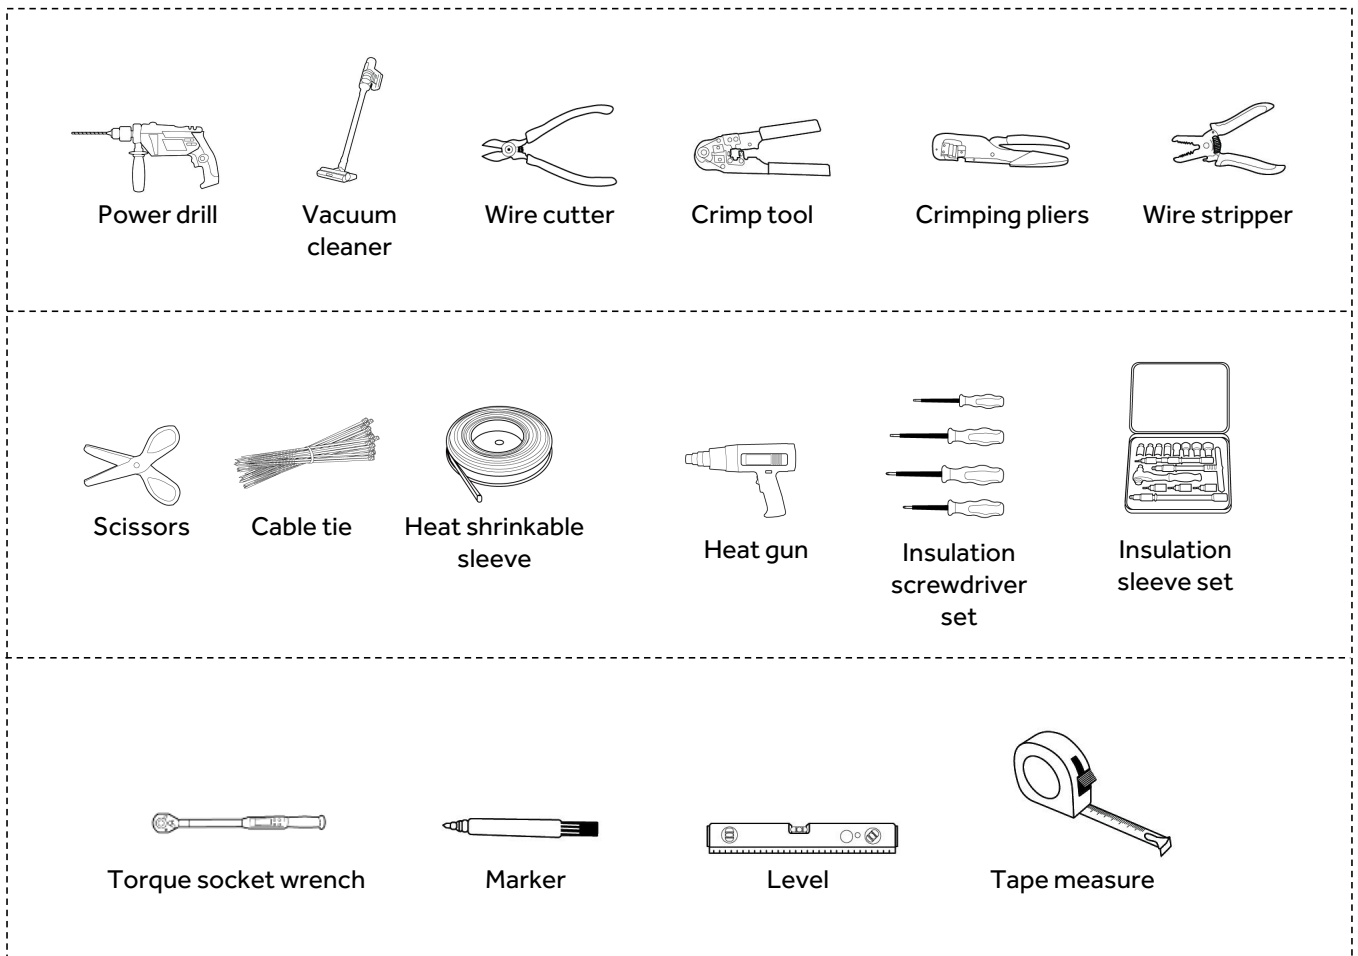 Power drill
Vacuum
cleaner
Wire cutter
Crimp tool
Crimping pliers
Wire stripper
Scissors
Cable tie
Heat shrinkable
sleeve
Heat gun
Insulation
screwdriver
set
Insulation
sleeve set
Torque socket wrench
Marker
Level
Tape measure